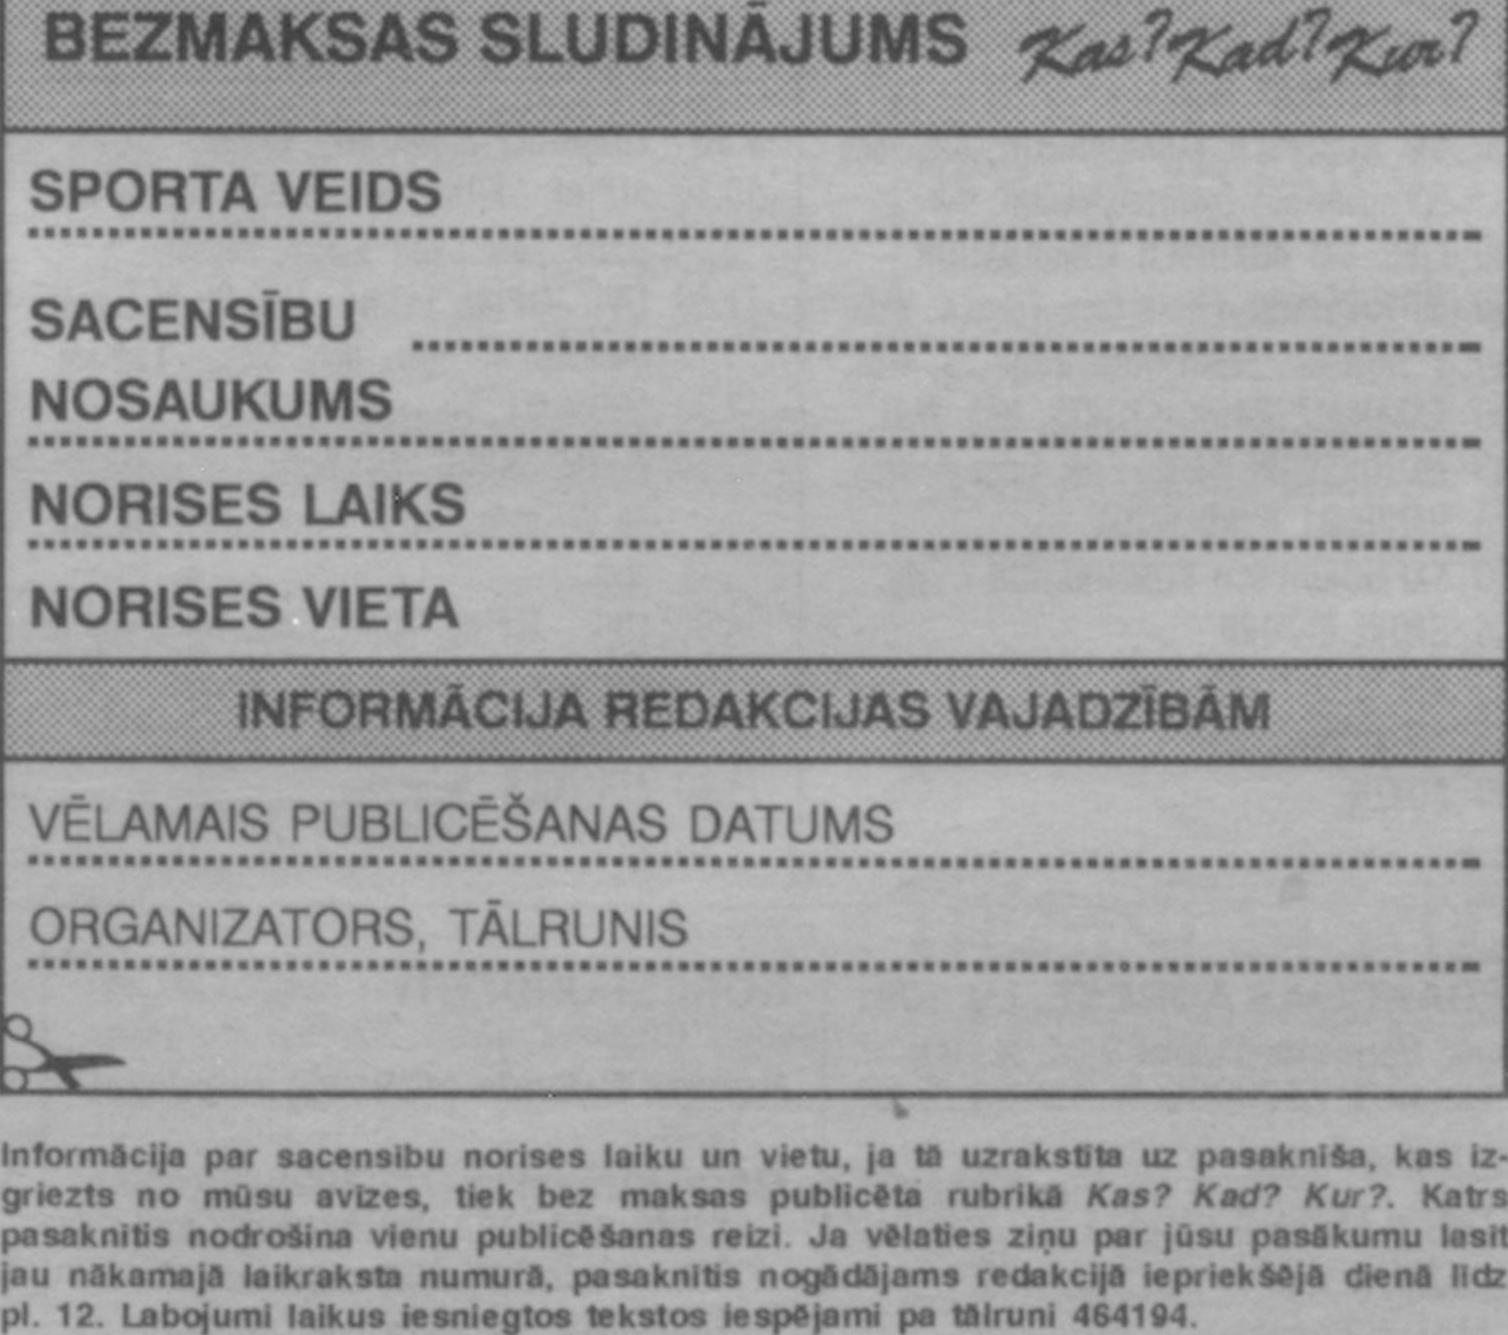 BEZMAKSAS SLUDINĀJUMS Kas? Kad? Kur?
SPORTA VEIDS
SACENSĪBU
NOSAUKUMS
NORISES LAIKS
NORISES VIETA
INFORMĀCIJA REDAKCIJAS VAJADZĪBĀM
VĒLAMAIS PUBLICĒŠANAS DATUMS
ORGANIZATORS, TĀLRUNIS
Informācija par sacensību norises laiku un vietu, ja tā uzrakstīta uz pasaknīša, kas iz-
griezts no mūsu avīzes, tiek bez maksas publicēta rubrikā Kas? Kad? Kur?. Katrs
pasaknītis nodrošina vienu publicēšanas reizi. Ja vēlaties ziņu par jūsu pasākumu lasīt
jau nākamajā laikraksta numurā, pasaknītis nogādājams redakcijā iepriekšējā dienā līdz
pl. 12. Labojumi laikus iesniegtos tekstos iespējami pa tālruni 464194.